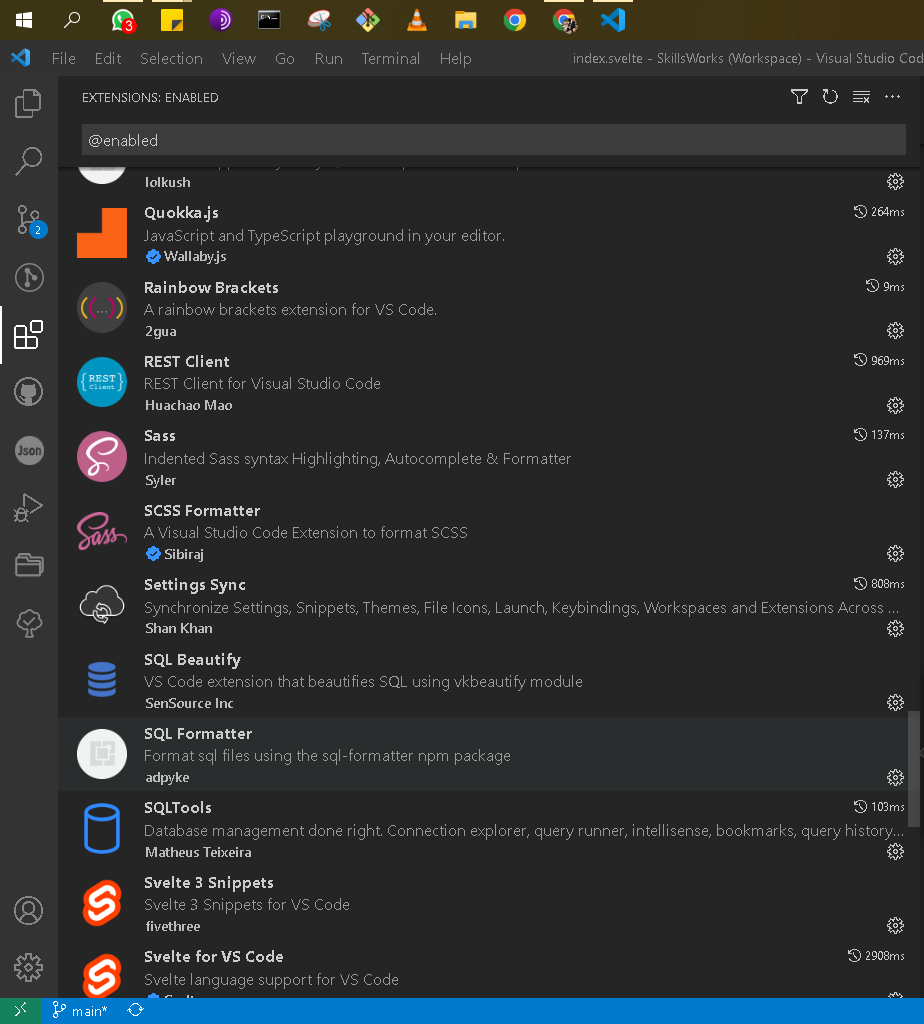 3
File Edit Selection View Go Run Terminal Help index.svelte - SkillsWorks (Workspace) - Visual Studio Cod
EXTENSIONS: ENABLED
@enabled
lolkush
Quokka.js 264ms
JavaScript and TypeScript playground in your editor.
Wallaby.js
Rainbow Brackets 9ms
(...)
A rainbow brackets extension for VS Code.
2gua
REST Client 969ms
{REST}
Client
REST Client for Visual Studio Code
Huachao Mao
Sass 137ms
Indented Sass syntax Highlighting, Autocomplete & Formatter
Syler
SCSS Formatter
Sass
A Visual Studio Code Extension to format SCSS
Sibiraj
Settings Sync 808ms
Synchronize Settings, Snippets, Themes, File Icons, Launch, Keybindings, Workspaces and Extensions Across ...
Shan Khan
SQL Beautify
VS Code extension that beautifies SQL using vkbeautify module
SenSource Inc
SQL Formatter
Format sql files using the sql-formatter npm package
adpyke
SQLTools 103ms
Database management done right. Connection explorer, query runner, intellisense, bookmarks, query history...
Matheus Teixeira
Svelte 3 Snippets
Svelte 3 Snippets for VS Code
fivethree
Svelte for VS Code 2908ms
Svelte language support for VS Code
2
Json
main*